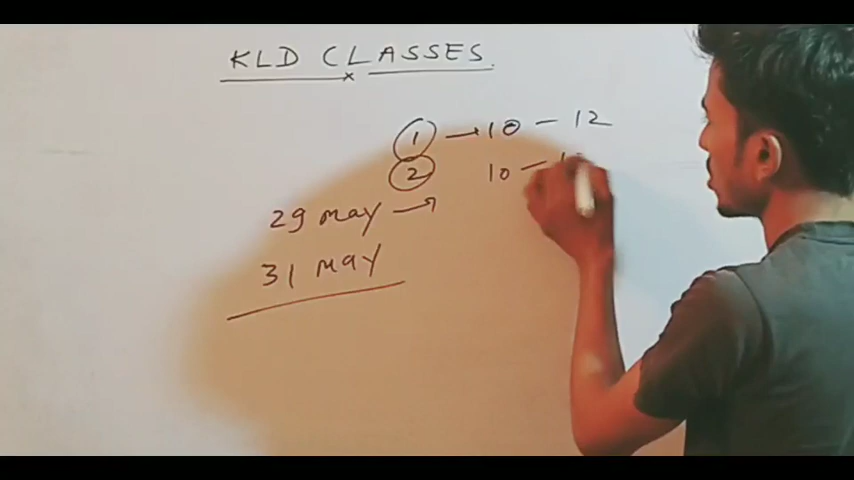 KLD CLASSES.
1 → 10 - 12
2 10 -
29 may →
31 may